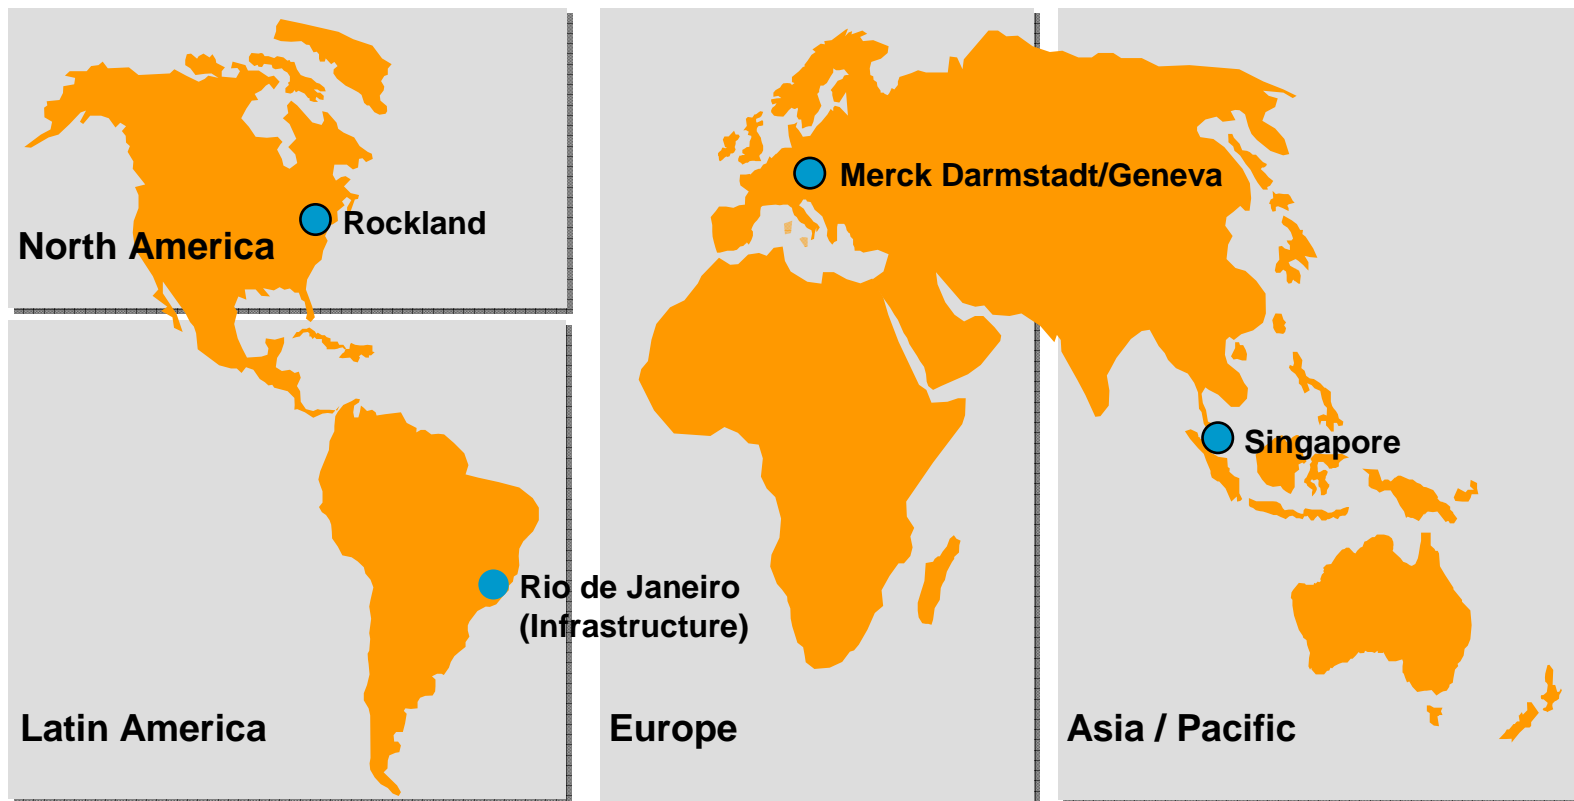 Merck Darmstadt/Geneva
Rockland
North America
Singapore
Rio de Janeiro
(Infrastructure)
Latin America
Europe
Asia / Pacific